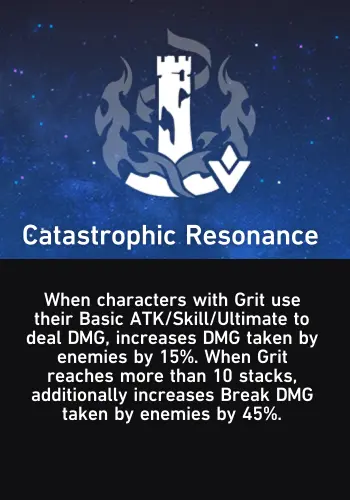 Catastrophic Resonance
When characters with Grit use
their Basic ATK/Skill/Ultimate to
deal DMG, increases DMG taken by
enemies by 15%. When Grit
reaches more than 10 stacks,
additionally increases Break DMG
taken by enemies by 45%.